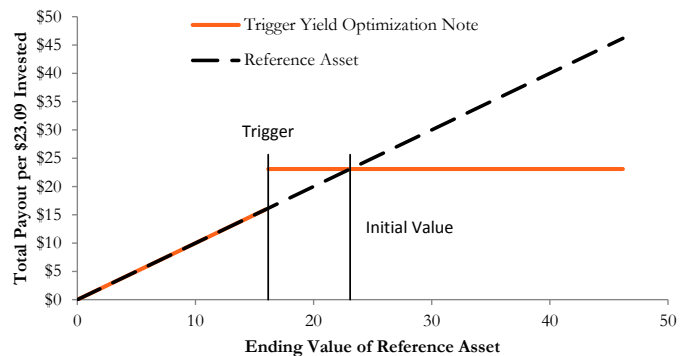 Total Payout per $23.09 Invested
$50
$45
$40
$35
$30
$25
$20
$15
$10
$5
$0
Trigger Yield Optimization Note
Reference Asset
Trigger
Initial Value
0 10 20 30 40 50
Ending Value of Reference Asset